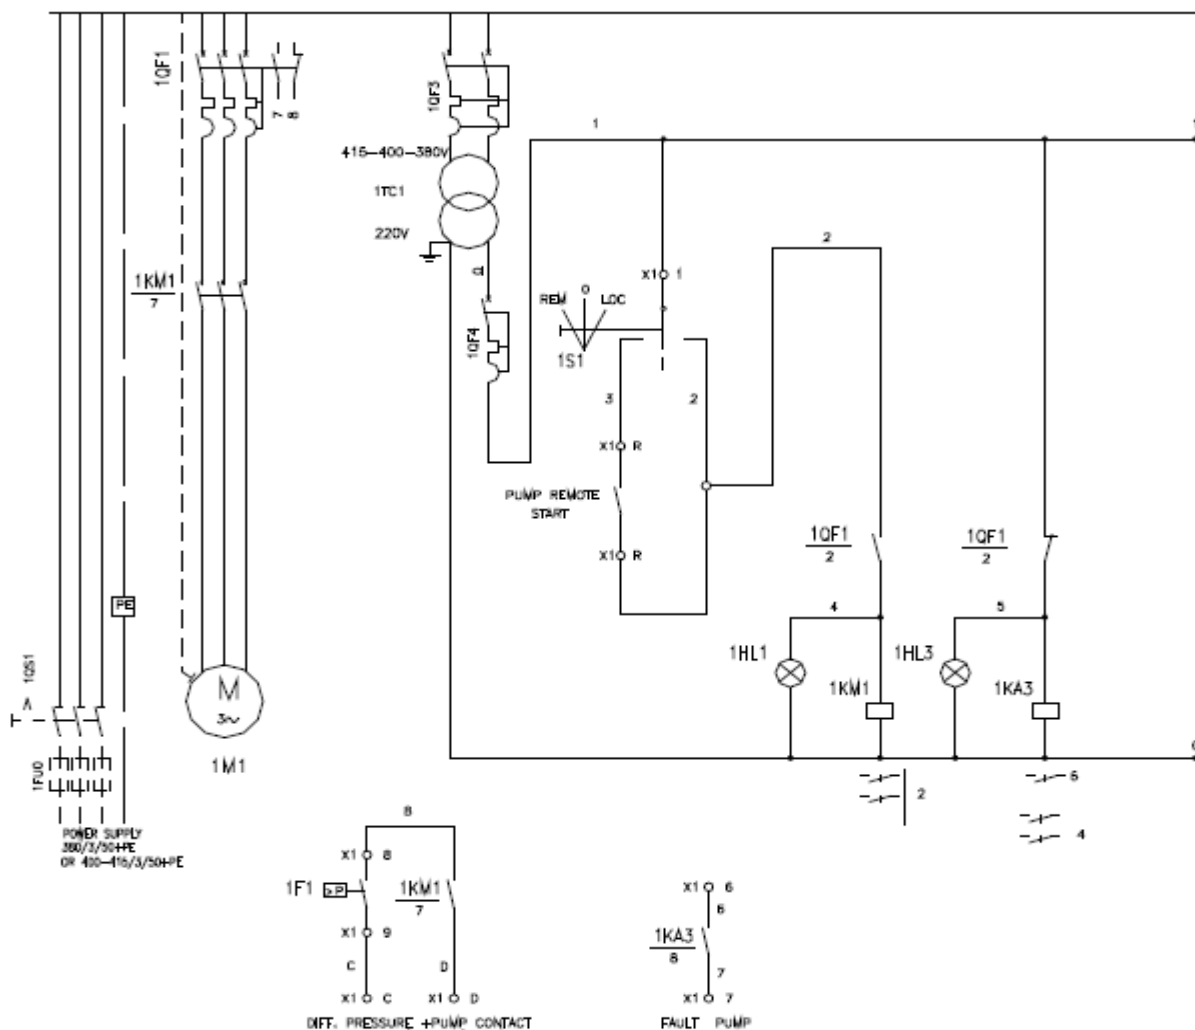 1QF1
7
8
1QF3
415-400-380V
1TC1
220V
1
1QF4
1KM1
7
X1 1
REM 0 LOC
1S1
2
3
2
X1 R
PUMP REMOTE
START
X1 R
1QF1
2
1QF1
2
PE
4
5
1QS1
1HL1
1KM1
1HL3
1KA3
M
3~
1M1
1FU0
POWER SUPPLY
380/3/50+PE
OR 400-415/3/50+PE
2
4
8
X1 8
1F1 >P
1KM1
7
X1 9
C
D
X1 C
X1 D
DIFF. PRESSURE +PUMP CONTACT
X1 6
6
1KA3
8
7
X1 7
FAULT PUMP